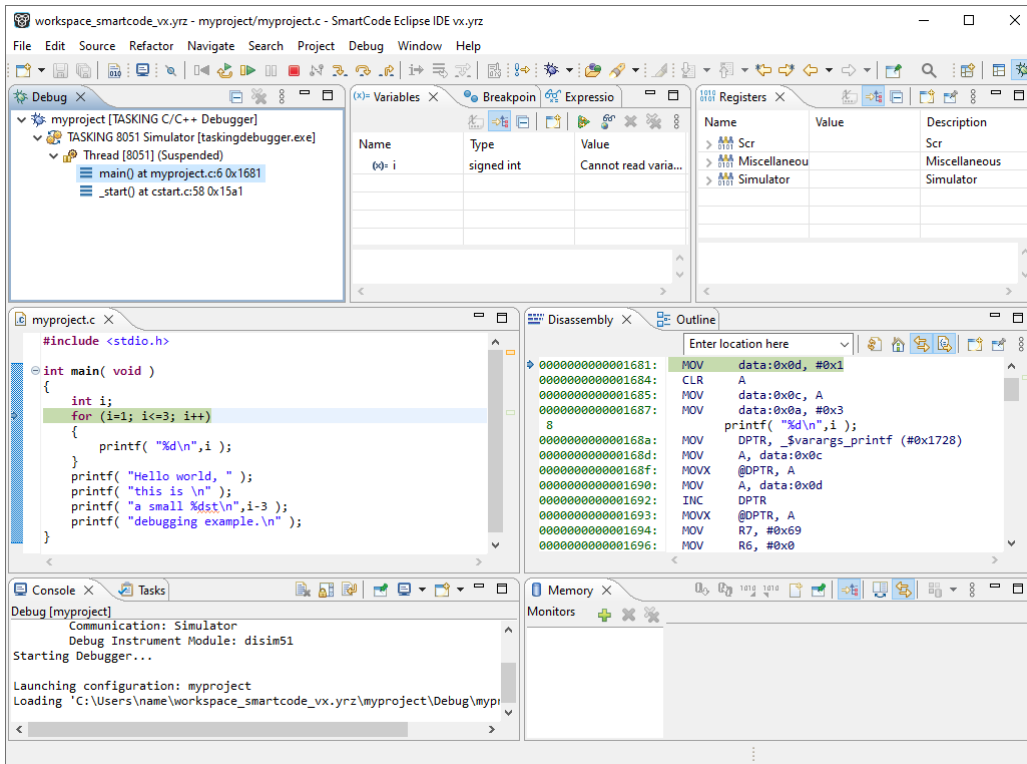 workspace_smartcode_vx.yrz - myproject/myproject.c - SmartCode Eclipse IDE vx.yrz
File Edit Source Refactor Navigate Search Project Debug Window Help
Debug
myproject [TASKING C/C++ Debugger]
TASKING 8051 Simulator [taskingdebugger.exe]
Thread [8051] (Suspended)
main() at myproject.c:6 0x1681
_start() at cstart.c:58 0x15a1
(x)= Variables Breakpoin Expressio
Name Type Value
(x)= i signed int Cannot read varia...
Registers
Name Value Description
Scr Scr
Miscellaneou Miscellaneous
Simulator Simulator
myproject.c
#include <stdio.h>
int main( void )
{
int i;
for (i=1; i<=3; i++)
{
printf( "%d\n",i );
}
printf( "Hello world, " );
printf( "this is \n" );
printf( "a small %dst\n",i-3 );
printf( "debugging example.\n" );
}
Disassembly Outline
Enter location here
0000000000001681: MOV data:0x0d, #0x1
0000000000001684: CLR A
0000000000001685: MOV data:0x0c, A
0000000000001687: MOV data:0x0a, #0x3
8 printf( "%d\n",i );
000000000000168a: MOV DPTR, _$varargs_printf (#0x1728)
000000000000168d: MOV A, data:0x0c
000000000000168f: MOVX @DPTR, A
0000000000001690: MOV A, data:0x0d
0000000000001692: INC DPTR
0000000000001693: MOVX @DPTR, A
0000000000001694: MOV R7, #0x69
0000000000001696: MOV R6, #0x0
Console Tasks
Debug [myproject]
Communication: Simulator
Debug Instrument Module: disim51
Starting Debugger...
Launching configuration: myproject
Loading 'C:\Users\name\workspace_smartcode_vx.yrz\myproject\Debug\mypr
Memory
Monitors